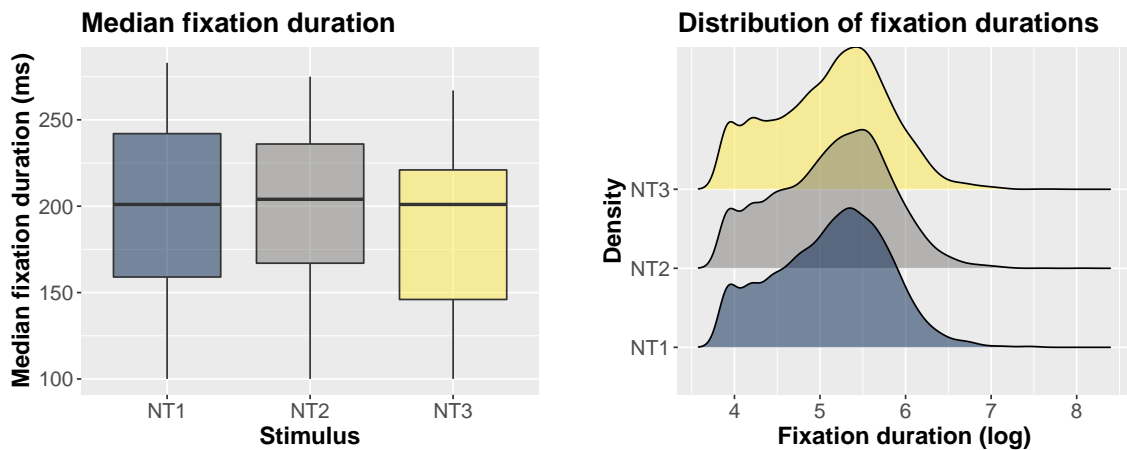 Median fixation duration
Median fixation duration (ms)
250
200
150
100
NT1 NT2 NT3
Stimulus
Distribution of fixation durations
Density
NT3
NT2
NT1
4 5 6 7 8
Fixation duration (log)